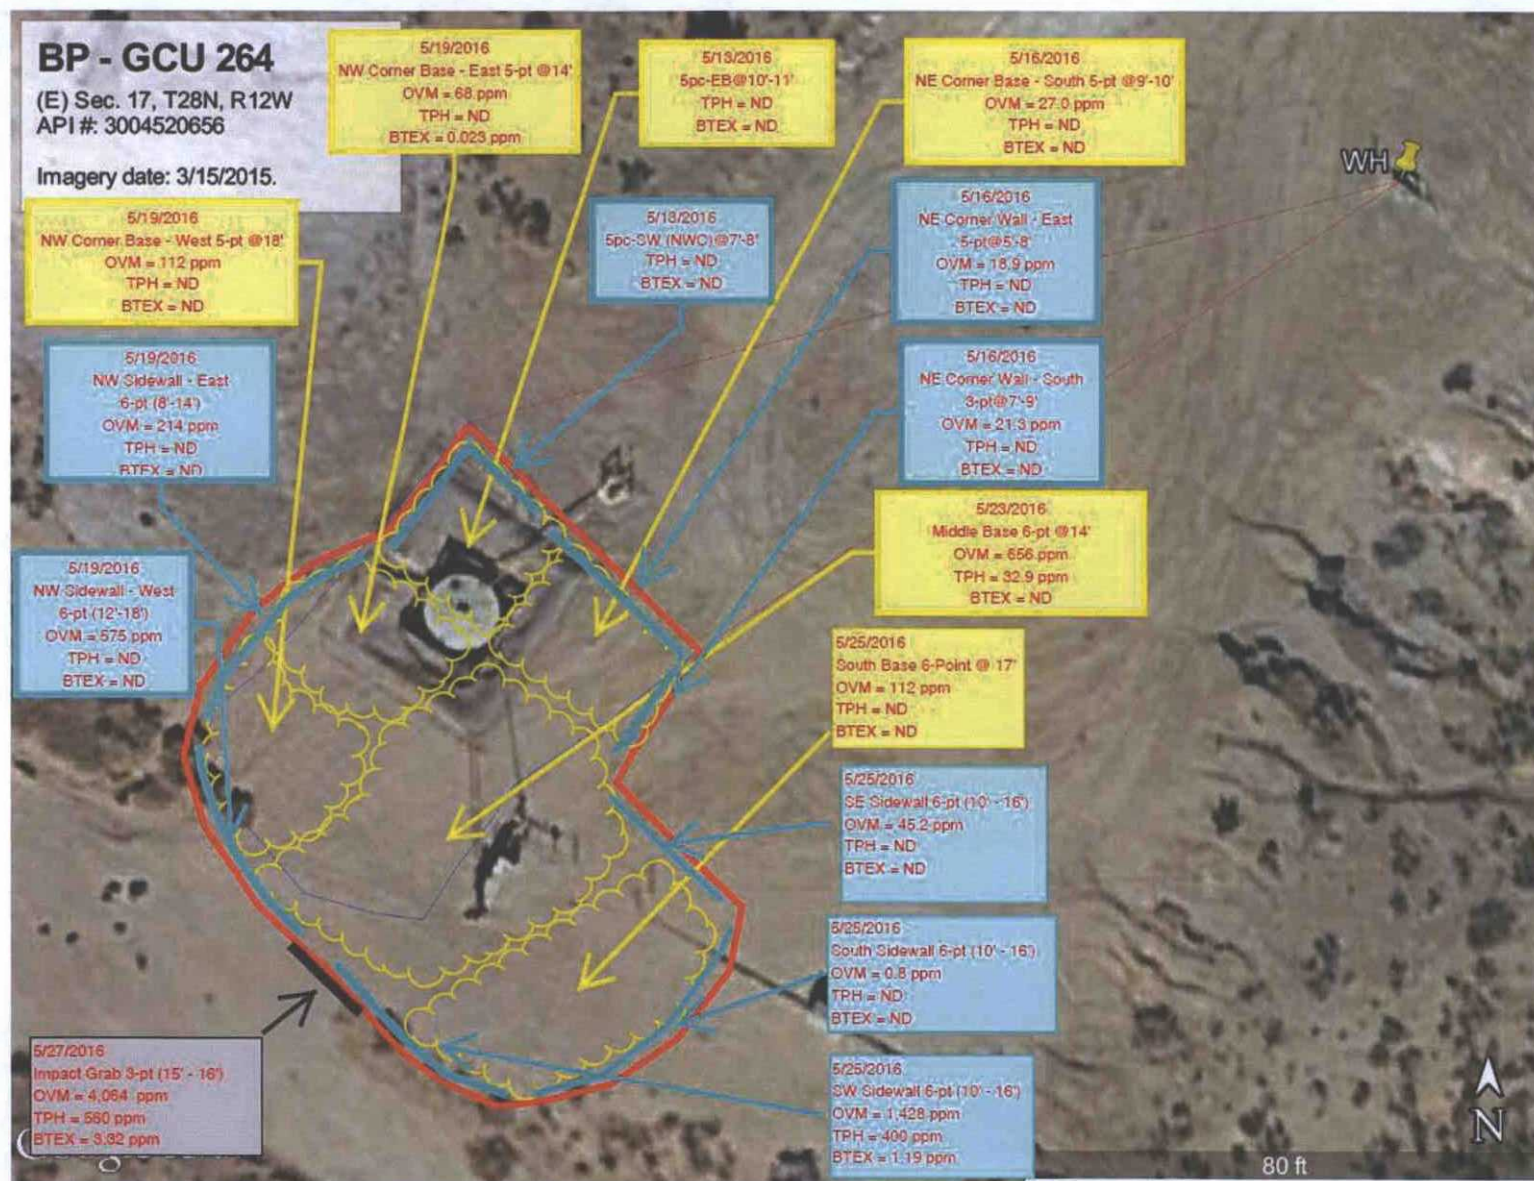 BP - GCU 264
(E) Sec. 17, T28N, R12W
API #: 3004520656
Imagery date: 3/15/2015.
5/19/2016
NW Corner Base - East 5-pt @14'
OVM = 68 ppm
TPH = ND
BTEX = 0.023 ppm
5/13/2016
5pc-EB@10'-11'
TPH = ND
BTEX = ND
5/16/2016
NE Corner Base - South 5-pt @9'-10'
OVM = 27.0 ppm
TPH = ND
BTEX = ND
WH
5/19/2016
NW Corner Base - West 5-pt @18'
OVM = 112 ppm
TPH = ND
BTEX = ND
5/13/2016
5pc-SW (NWC)@7'-8'
TPH = ND
BTEX = ND
5/16/2016
NE Corner Wall - East
5-pt@5'-8'
OVM = 18.9 ppm
TPH = ND
BTEX = ND
5/19/2016
NW Sidewall - East
6-pt (8'-14')
OVM = 214 ppm
TPH = ND
BTEX = ND
5/16/2016
NE Corner Wall - South
3-pt@7'-9'
OVM = 21.3 ppm
TPH = ND
BTEX = ND
5/23/2016
Middle Base 6-pt @14'
OVM = 656 ppm
TPH = 32.9 ppm
BTEX = ND
5/19/2016
NW Sidewall - West
6-pt (12'-18')
OVM = 575 ppm
TPH = ND
BTEX = ND
5/25/2016
South Base 6-Point @ 17'
OVM = 112 ppm
TPH = ND
BTEX = ND
5/25/2016
SE Sidewall 6-pt (10' - 16')
OVM = 45.2 ppm
TPH = ND
BTEX = ND
5/25/2016
South Sidewall 6-pt (10' - 16')
OVM = 0.8 ppm
TPH = ND
BTEX = ND
5/27/2016
Impact Grab 3-pt (15' - 16')
OVM = 4,064 ppm
TPH = 560 ppm
BTEX = 3.32 ppm
5/25/2016
SW Sidewall 6-pt (10' - 16')
OVM = 1,428 ppm
TPH = 400 ppm
BTEX = 1.19 ppm
N
80 ft